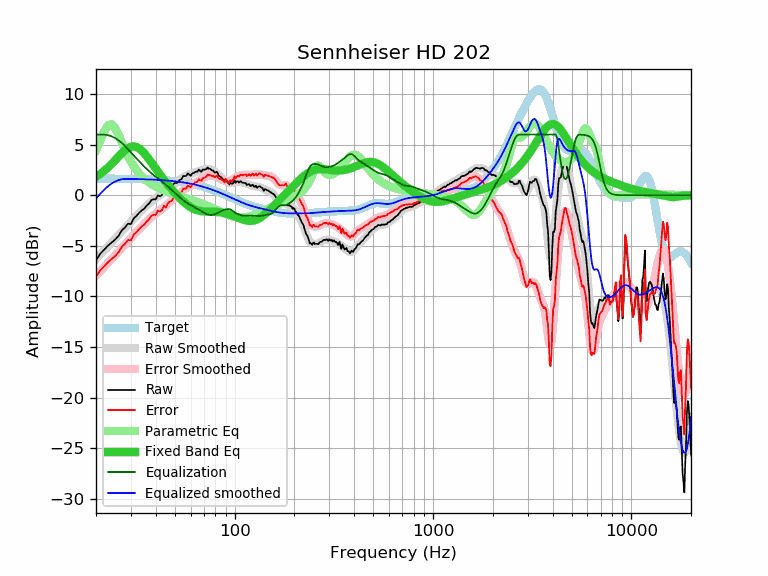 Sennheiser HD 202
10
5
0
−5
−10
−15
−20
−25
−30
Amplitude (dBr)
Target
Raw Smoothed
Error Smoothed
Raw
Error
Parametric Eq
Fixed Band Eq
Equalization
Equalized smoothed
100 1000 10000
Frequency (Hz)